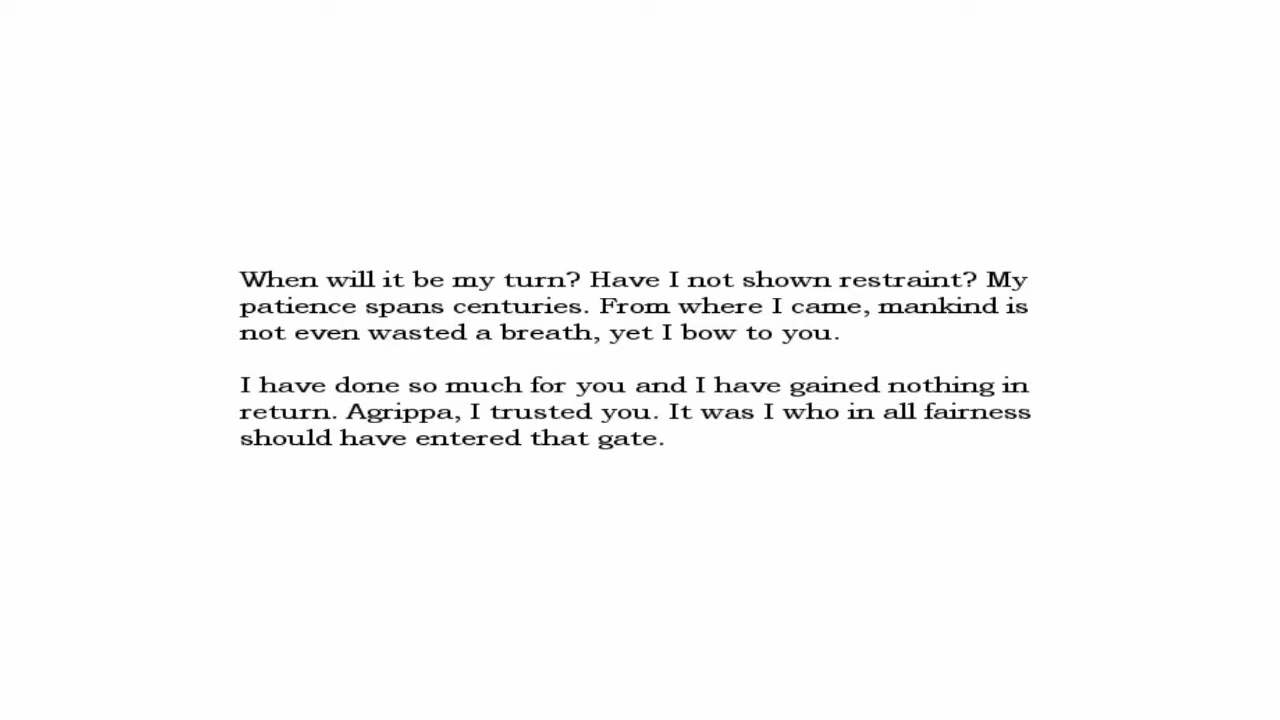 When will it be my turn? Have I not shown restraint? My
patience spans centuries. From where I came, mankind is
not even wasted a breath, yet I bow to you.
I have done so much for you and I have gained nothing in
return. Agrippa, I trusted you. It was I who in all fairness
should have entered that gate.